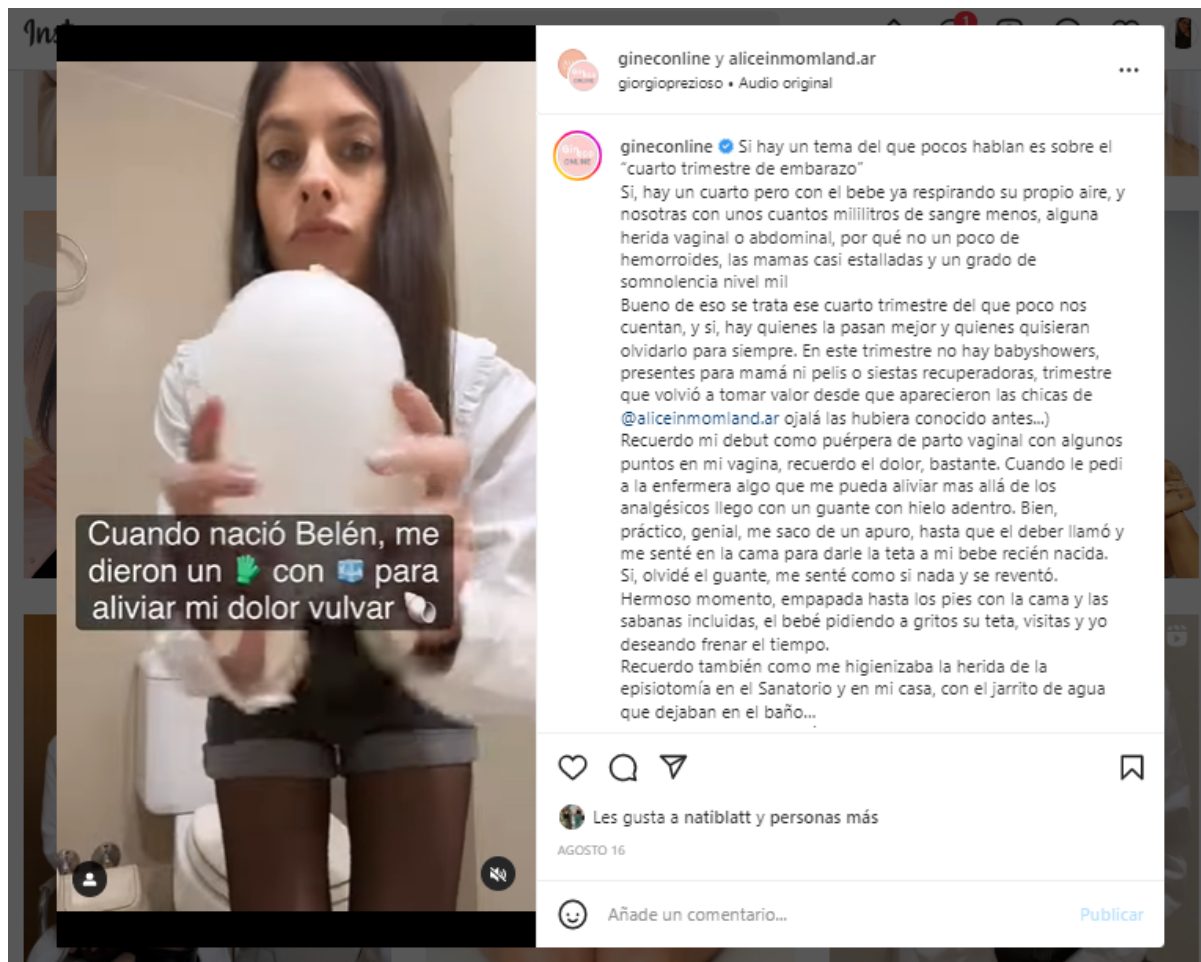 Inst
1
Cuando nació Belén, me
dieron un 🧤 con 🧊 para
aliviar mi dolor vulvar 🐚
gineconline y aliceinmomland.ar
giorgioprezioso • Audio original
...
Gin eco
ONLINE
gineconline Si hay un tema del que pocos hablan es sobre el
“cuarto trimestre de embarazo”
Si, hay un cuarto pero con el bebe ya respirando su propio aire, y
nosotras con unos cuantos mililitros de sangre menos, alguna
herida vaginal o abdominal, por qué no un poco de
hemorroides, las mamas casi estalladas y un grado de
somnolencia nivel mil
Bueno de eso se trata ese cuarto trimestre del que poco nos
cuentan, y si, hay quienes la pasan mejor y quienes quisieran
olvidarlo para siempre. En este trimestre no hay babyshowers,
presentes para mamá ni pelis o siestas recuperadoras, trimestre
que volvió a tomar valor desde que aparecieron las chicas de
@aliceinmomland.ar ojalá las hubiera conocido antes...)
Recuerdo mi debut como puérpera de parto vaginal con algunos
puntos en mi vagina, recuerdo el dolor, bastante. Cuando le pedi
a la enfermera algo que me pueda aliviar mas allá de los
analgésicos llego con un guante con hielo adentro. Bien,
práctico, genial, me saco de un apuro, hasta que el deber llamó y
me senté en la cama para darle la teta a mi bebe recién nacida.
Si, olvidé el guante, me senté como si nada y se reventó.
Hermoso momento, empapada hasta los pies con la cama y las
sabanas incluidas, el bebé pidiendo a gritos su teta, visitas y yo
deseando frenar el tiempo.
Recuerdo también como me higienizaba la herida de la
episiotomía en el Sanatorio y en mi casa, con el jarrito de agua
que dejaban en el baño...
Les gusta a natiblatt y personas más
AGOSTO 16
Añade un comentario...
Publicar